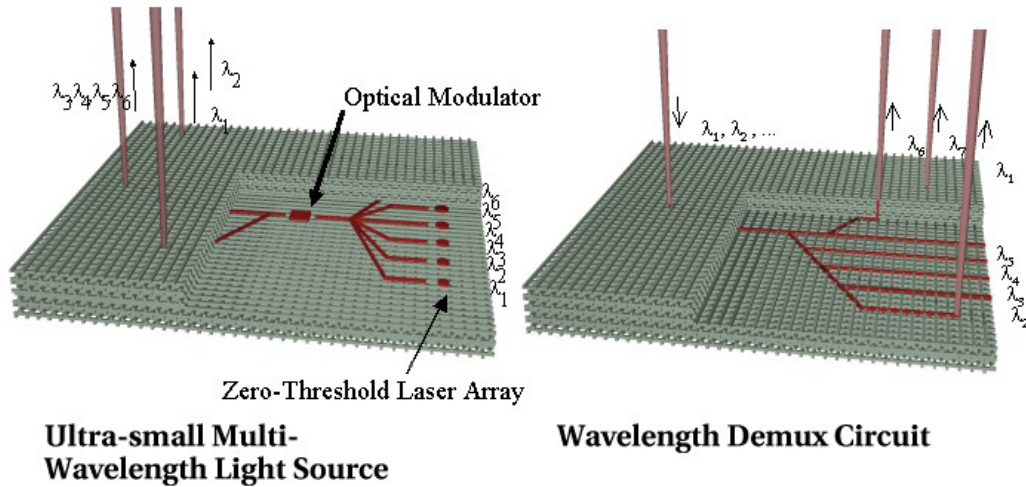 λ₂
λ₃λ₄λ₅λ₆
λ₁
Optical Modulator
λ₆
λ₅
λ₄
λ₃
λ₂
λ₁
Zero-Threshold Laser Array
Ultra-small Multi-
Wavelength Light Source
λ₁, λ₂ , ...
λ₆
λ₇
λ₁
λ₅
λ₄
λ₃
λ₂
Wavelength Demux Circuit